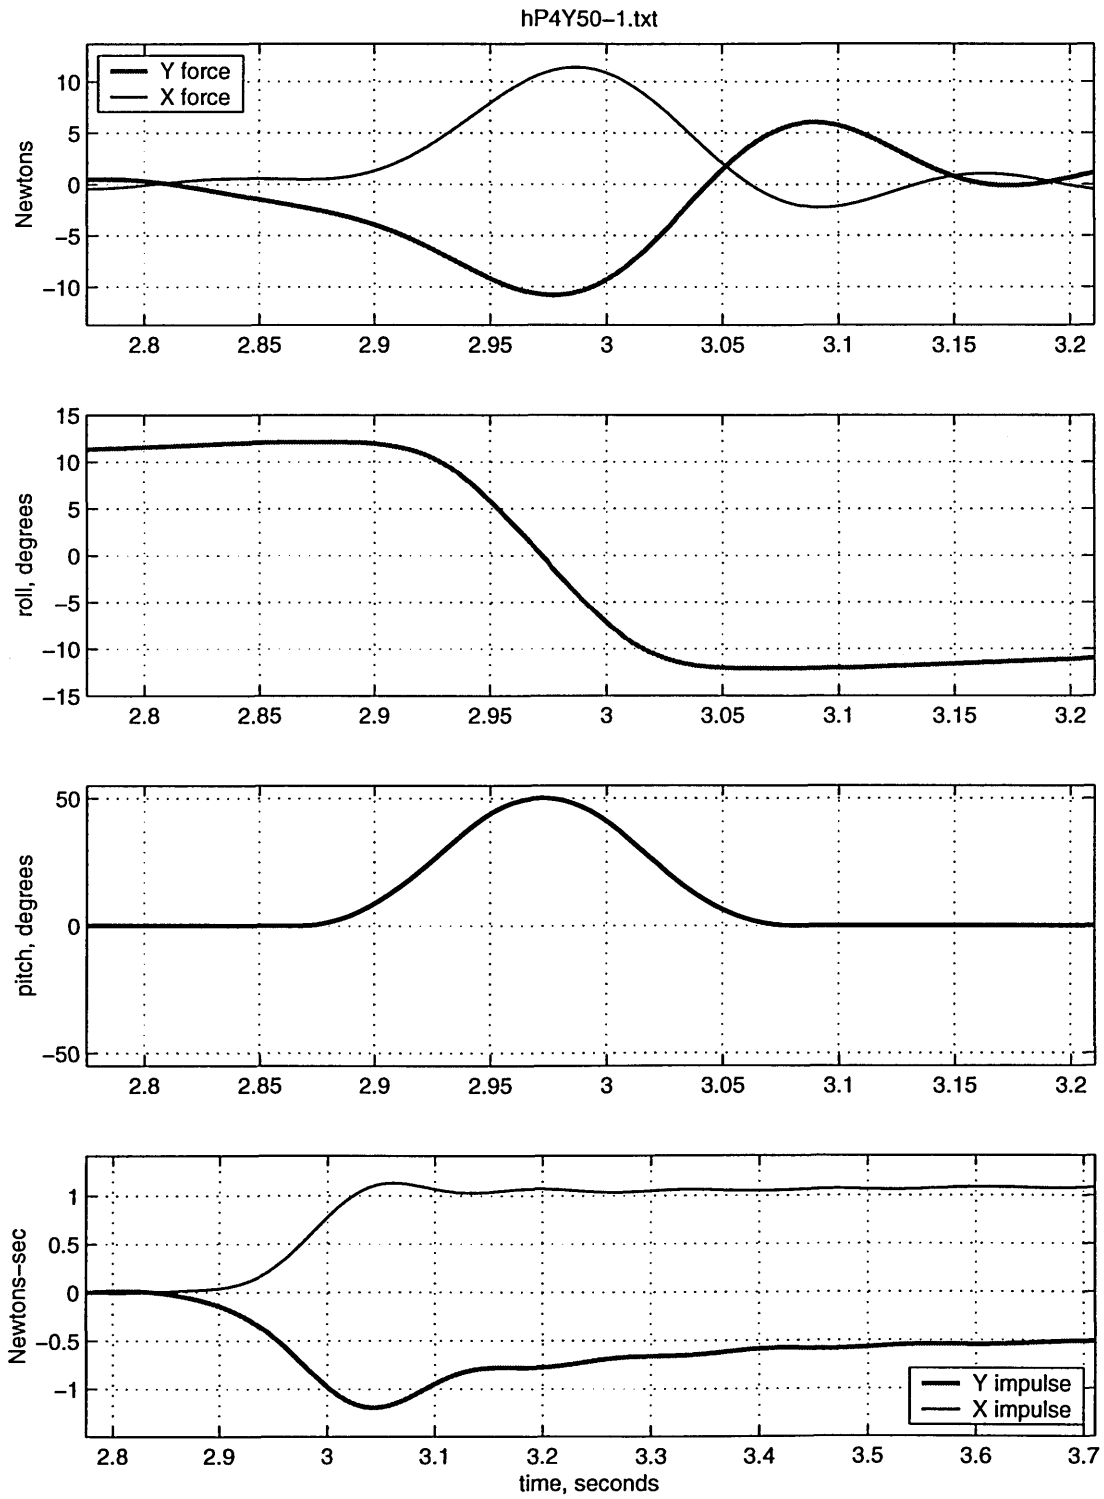 hP4Y50−1.txt
Y force
X force
Newtons
10
5
0
−5
−10
2.8 2.85 2.9 2.95 3 3.05 3.1 3.15 3.2
roll, degrees
15
10
5
0
−5
−10
−15
2.8 2.85 2.9 2.95 3 3.05 3.1 3.15 3.2
pitch, degrees
50
0
−50
2.8 2.85 2.9 2.95 3 3.05 3.1 3.15 3.2
Newtons−sec
1
0.5
0
−0.5
−1
Y impulse
X impulse
2.8 2.9 3 3.1 3.2 3.3 3.4 3.5 3.6 3.7
time, seconds